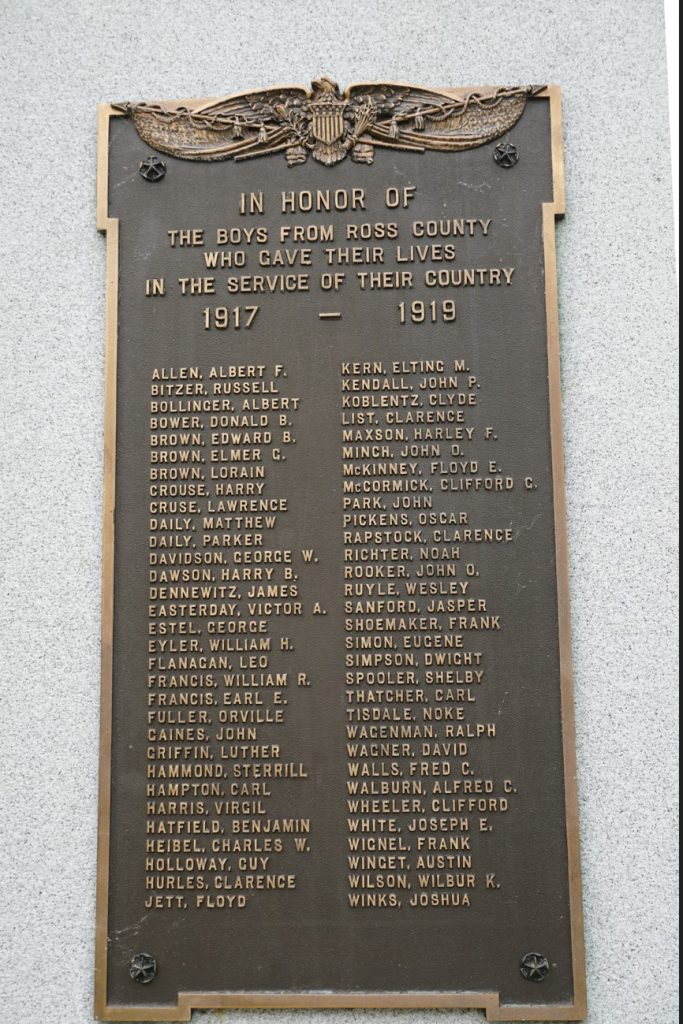 IN HONOR OF
THE BOYS FROM ROSS COUNTY
WHO GAVE THEIR LIVES
IN THE SERVICE OF THEIR COUNTRY
1917 — 1919
ALLEN, ALBERT F.
BITZER, RUSSELL
BOLLINGER, ALBERT
BOWER, DONALD B.
BROWN, EDWARD B.
BROWN, ELMER G.
BROWN, LORAIN
CROUSE, HARRY
CRUSE, LAWRENCE
DAILY, MATTHEW
DAILY, PARKER
DAVIDSON, GEORGE W.
DAWSON, HARRY B.
DENNEWITZ, JAMES
EASTERDAY, VICTOR A.
ESTEL, GEORGE
EYLER, WILLIAM H.
FLANAGAN, LEO
FRANCIS, WILLIAM R.
FRANCIS, EARL E.
FULLER, ORVILLE
GAINES, JOHN
GRIFFIN, LUTHER
HAMMOND, STERRILL
HAMPTON, CARL
HARRIS, VIRGIL
HATFIELD, BENJAMIN
HEIBEL, CHARLES W.
HOLLOWAY, GUY
HURLES, CLARENCE
JETT, FLOYD
KERN, ELTING M.
KENDALL, JOHN P.
KOBLENTZ, CLYDE
LIST, CLARENCE
MAXSON, HARLEY F.
MINCH, JOHN O.
McKINNEY, FLOYD E.
McCORMICK, CLIFFORD G.
PARK, JOHN
PICKENS, OSCAR
RAPSTOCK, CLARENCE
RICHTER, NOAH
ROOKER, JOHN O.
RUYLE, WESLEY
SANFORD, JASPER
SHOEMAKER, FRANK
SIMON, EUGENE
SIMPSON, DWIGHT
SPOOLER, SHELBY
THATCHER, CARL
TISDALE, NOKE
WAGENMAN, RALPH
WAGNER, DAVID
WALLS, FRED C.
WALBURN, ALFRED C.
WHEELER, CLIFFORD
WHITE, JOSEPH E.
WIGNEL, FRANK
WINGET, AUSTIN
WILSON, WILBUR K.
WINKS, JOSHUA